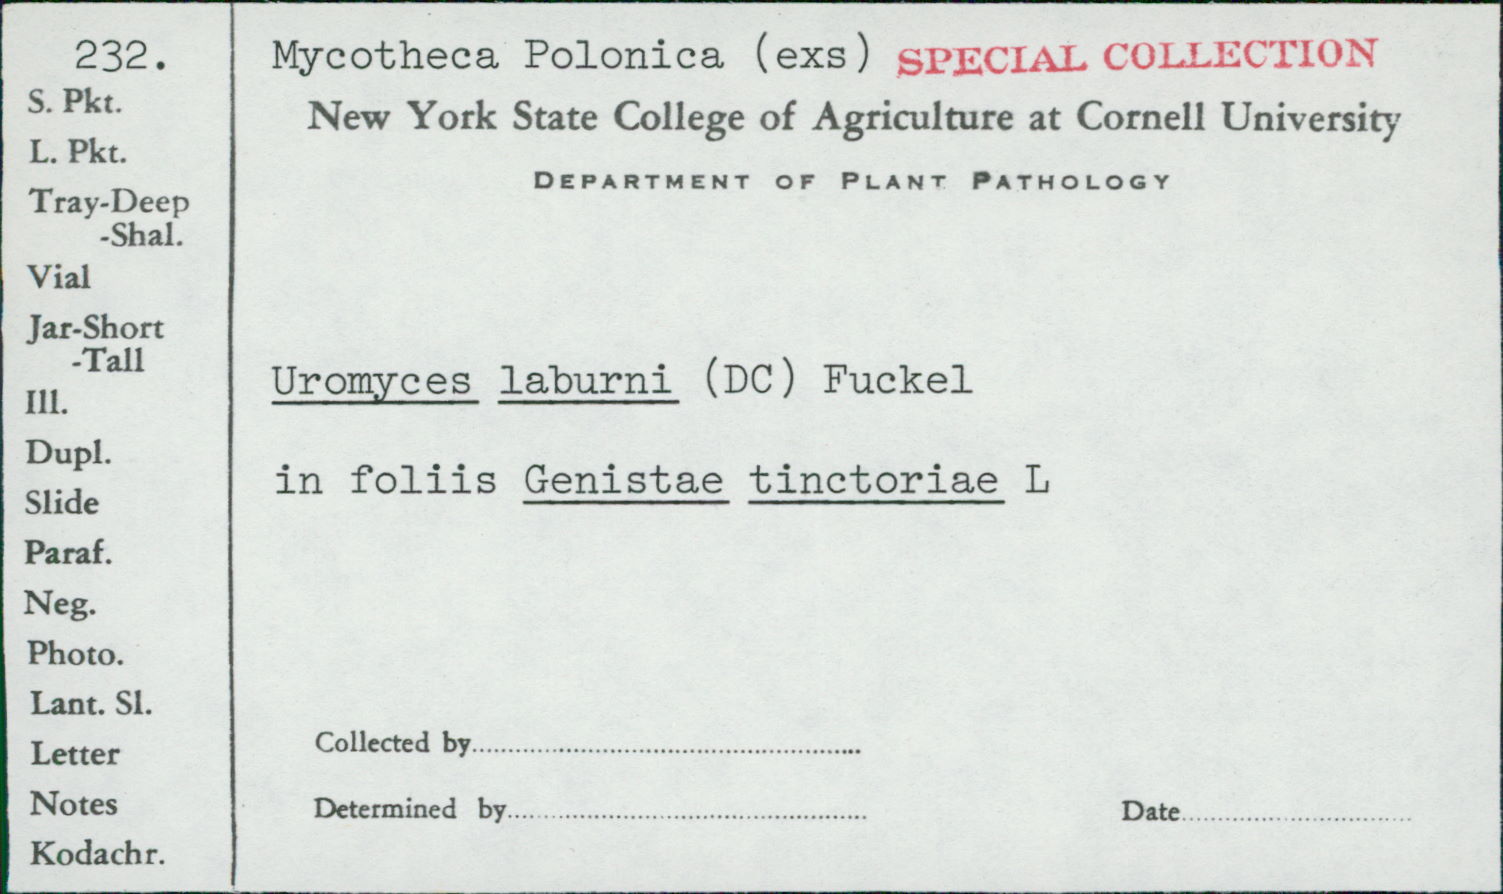 232.
S. Pkt.
L. Pkt.
Tray-Deep
-Shal.
Vial
Jar-Short
-Tall
Ill.
Dupl.
Slide
Paraf.
Neg.
Photo.
Lant. Sl.
Letter
Notes
Kodachr.
Mycotheca Polonica (exs) SPECIAL COLLECTION
New York State College of Agriculture at Cornell University
DEPARTMENT OF PLANT PATHOLOGY
Uromyces laburni (DC) Fuckel
in foliis Genistae tinctoriae L
Collected by
Determined by
Date